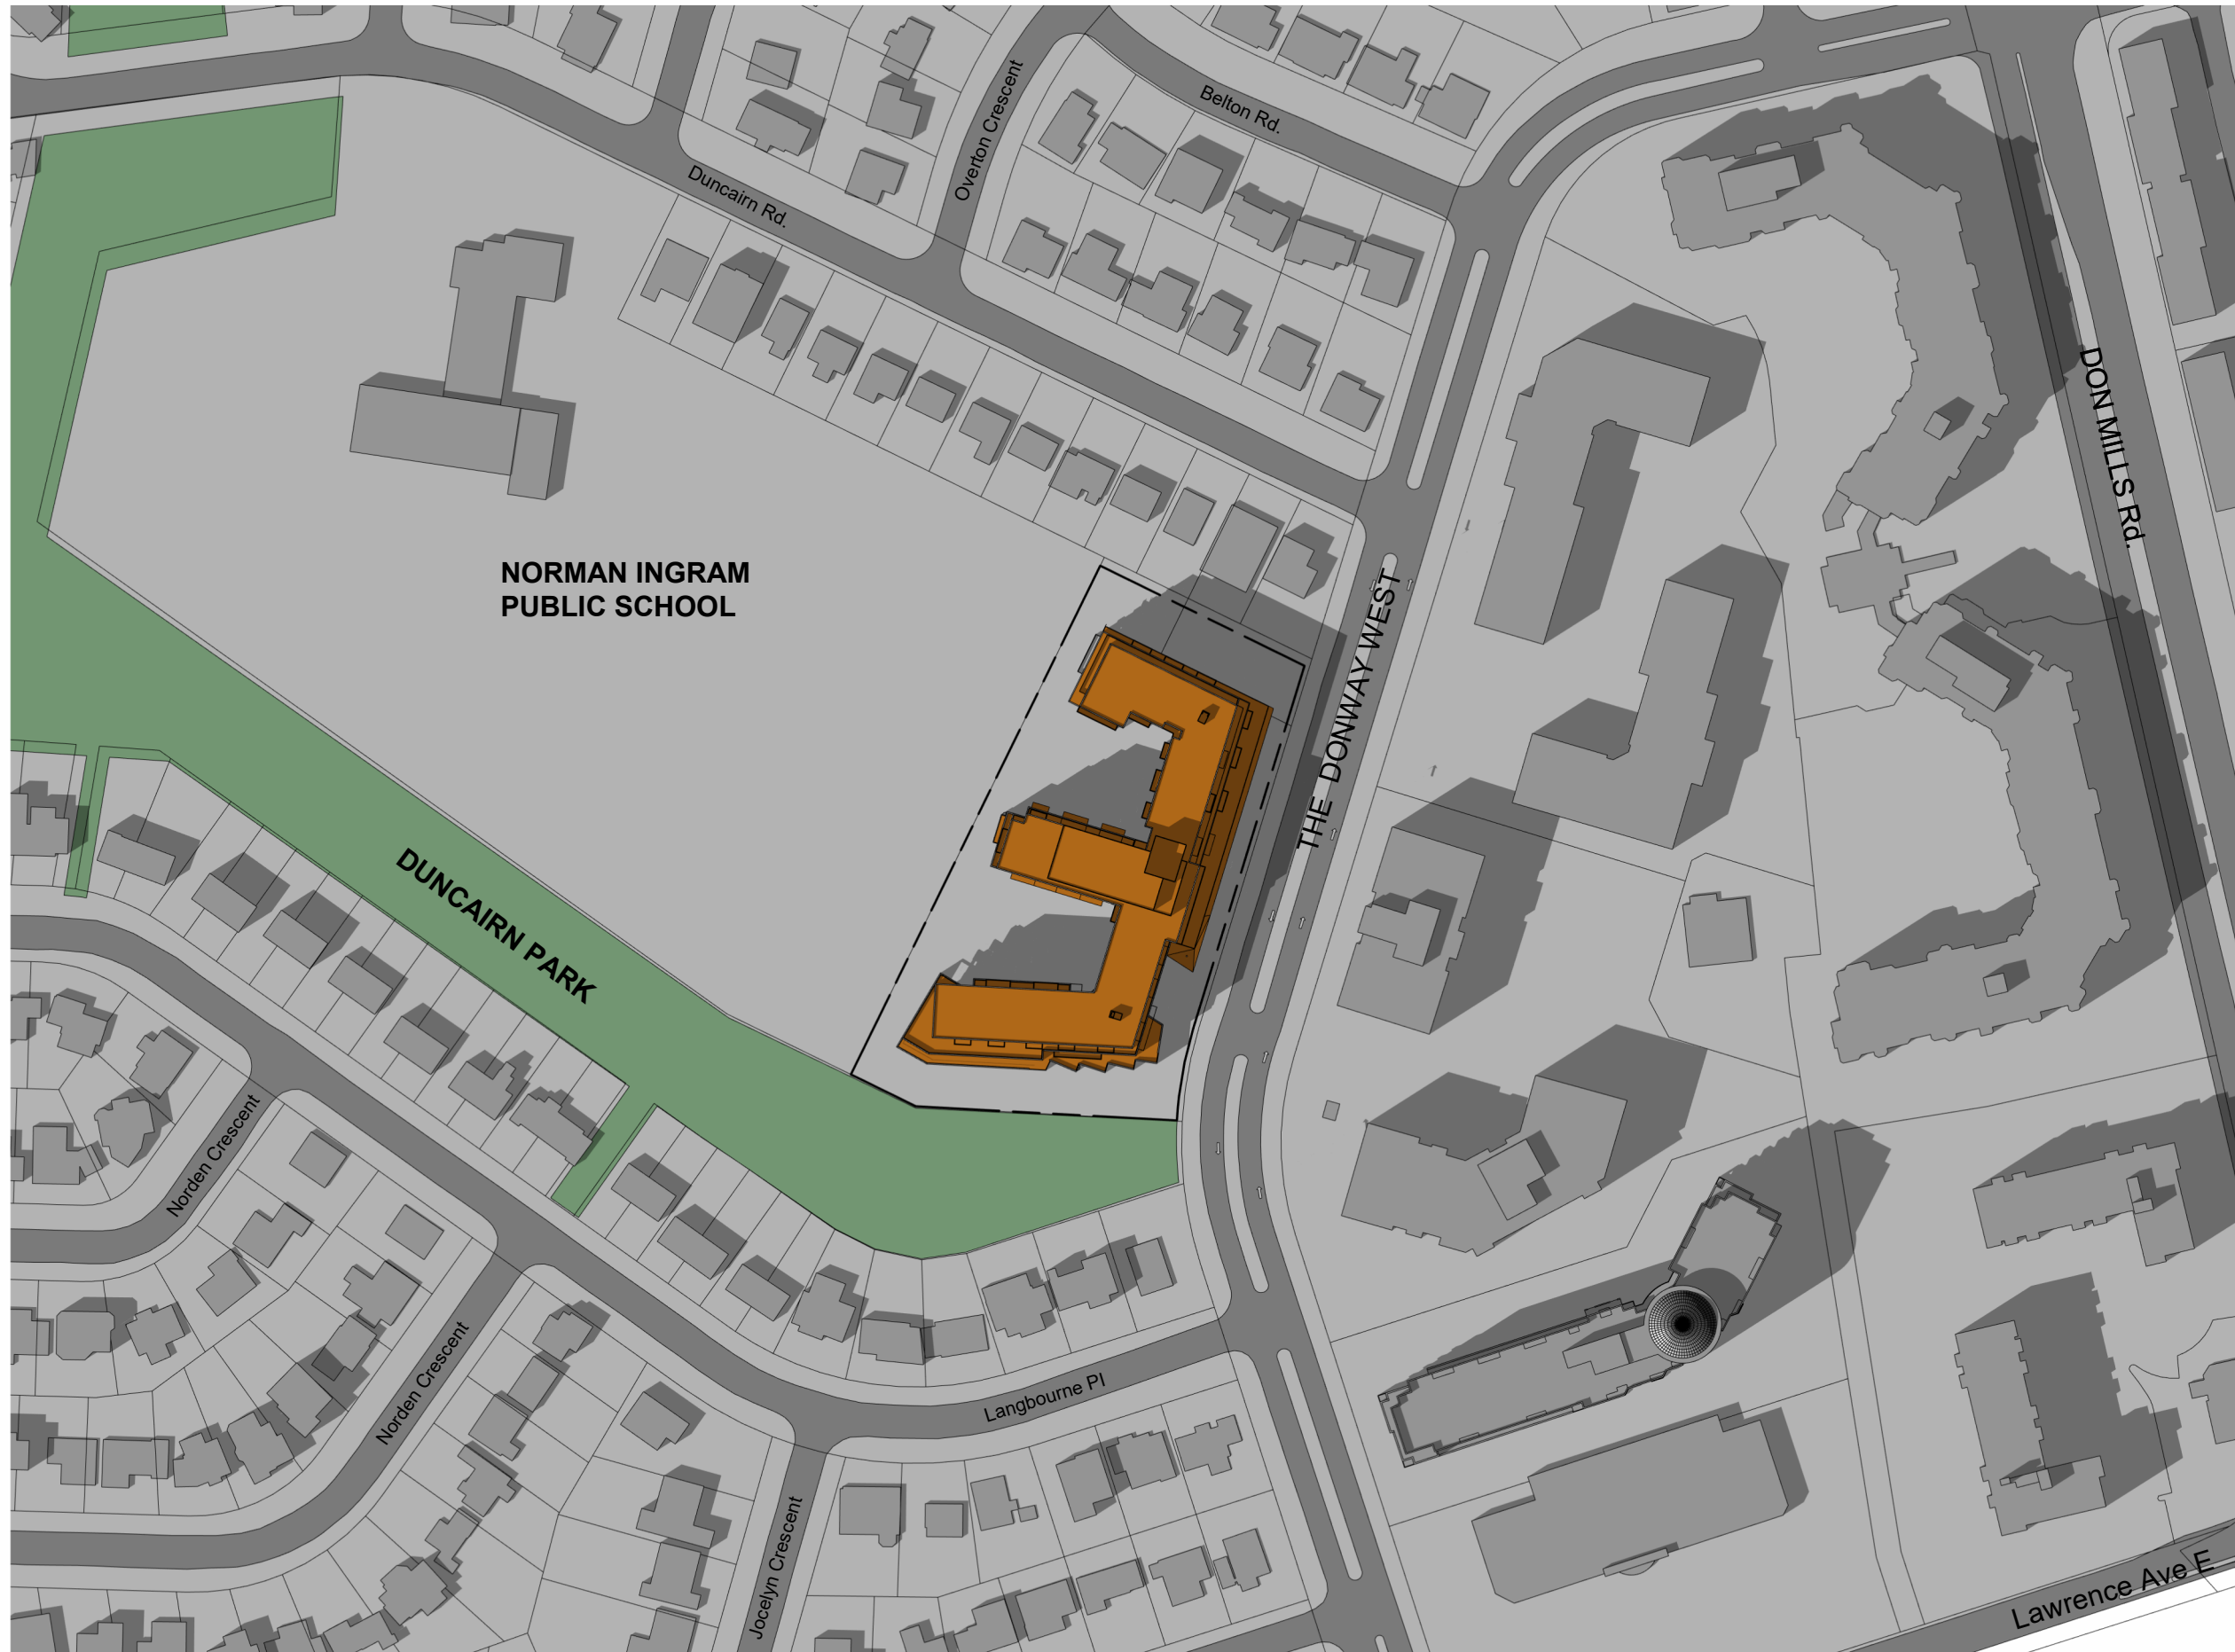 Belton Rd.
Overton Crescent
Duncairn Rd.
DON MILLS Rd.
NORMAN INGRAM
PUBLIC SCHOOL
THE DONWAY WEST
DUNCAIRN PARK
Norden Crescent
Norden Crescent
Langbourne Pl
Jocelyn Crescent
Lawrence Ave E